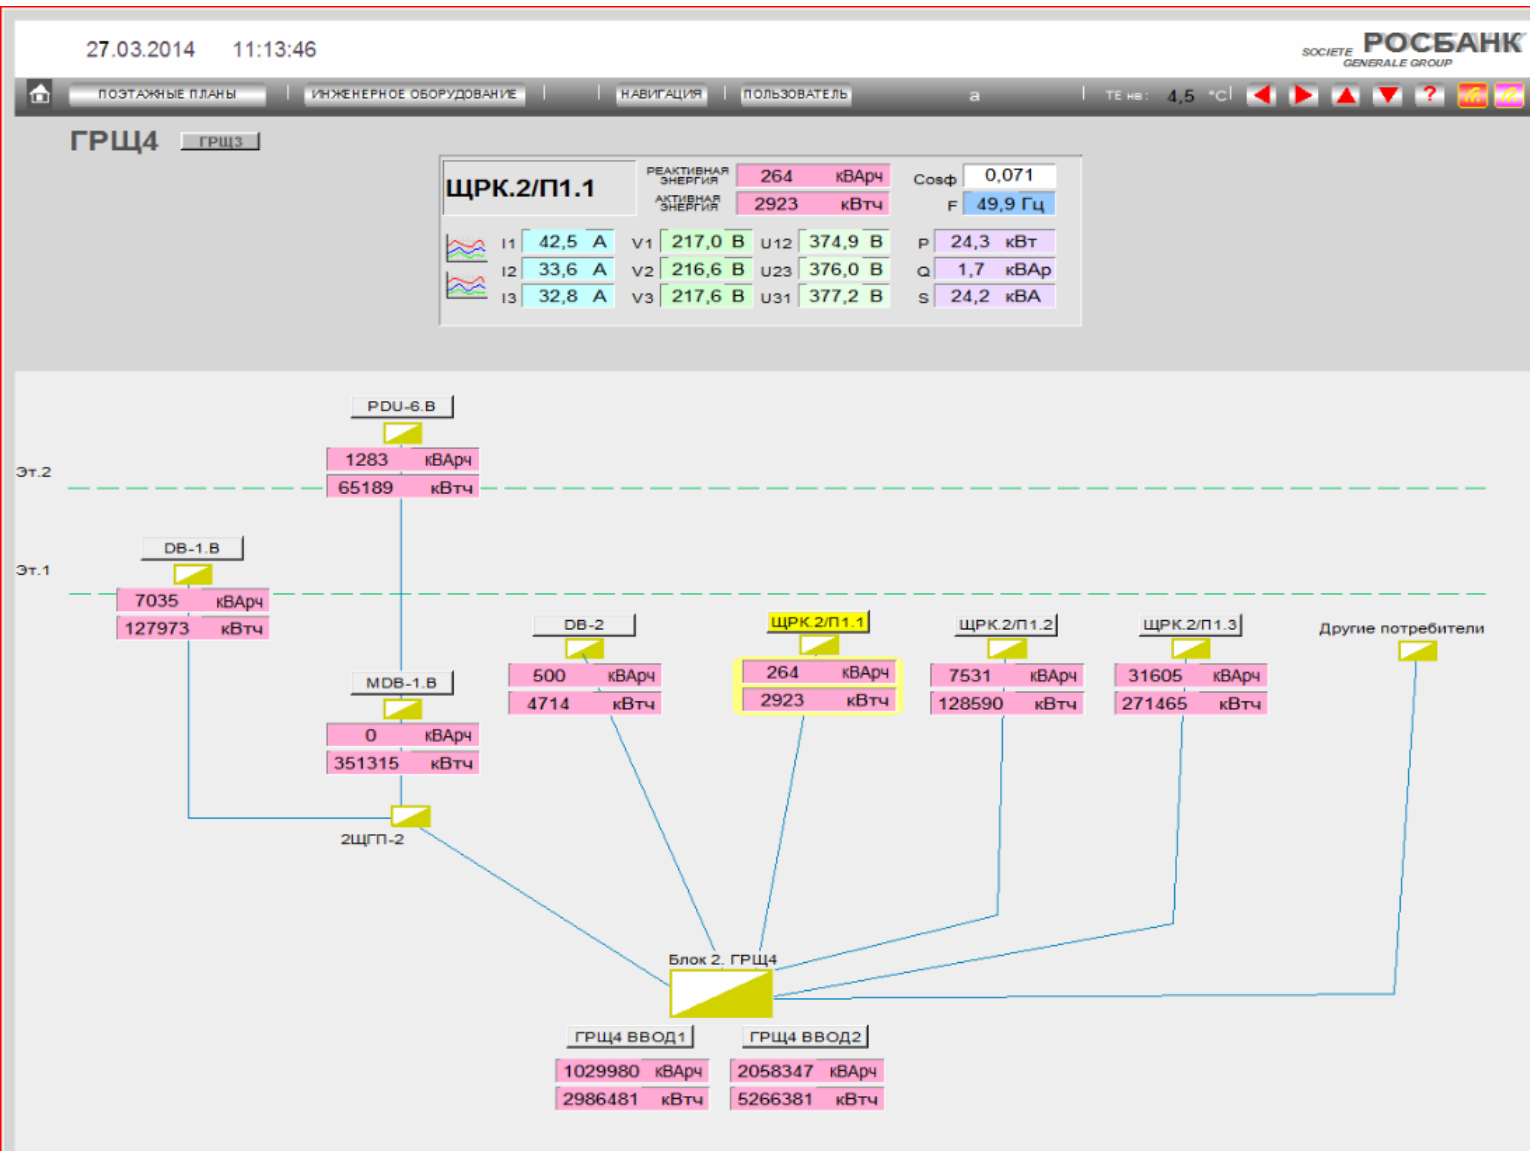 27.03.2014 11:13:46
SOCIETE РОСБАНК
GENERALE GROUP
ПОЭТАЖНЫЕ ПЛАНЫ ИНЖЕНЕРНОЕ ОБОРУДОВАНИЕ НАВИГАЦИЯ ПОЛЬЗОВАТЕЛЬ а ТЕ нв: 4,5 °C ?
ГРЩ4 ГРЩ3
ЩРК.2/П1.1
РЕАКТИВНАЯ ЭНЕРГИЯ 264 кВАрч Cosф 0,071
АКТИВНАЯ ЭНЕРГИЯ 2923 кВтч F 49,9 Гц
I1 42,5 А V1 217,0 В U12 374,9 В P 24,3 кВт
I2 33,6 А V2 216,6 В U23 376,0 В Q 1,7 кВАр
I3 32,8 А V3 217,6 В U31 377,2 В S 24,2 кВА
PDU-6.B
1283 кВАрч
Эт.2
65189 кВтч
DB-1.B
Эт.1
7035 кВАрч
127973 кВтч
MDB-1.B
0 кВАрч
351315 кВтч
2ЩГП-2
DB-2
500 кВАрч
4714 кВтч
ЩРК.2/П1.1
264 кВАрч
2923 кВтч
ЩРК.2/П1.2
7531 кВАрч
128590 кВтч
ЩРК.2/П1.3
31605 кВАрч
271465 кВтч
Другие потребители
Блок 2. ГРЩ4
ГРЩ4 ВВОД1
1029980 кВАрч
2986481 кВтч
ГРЩ4 ВВОД2
2058347 кВАрч
5266381 кВтч